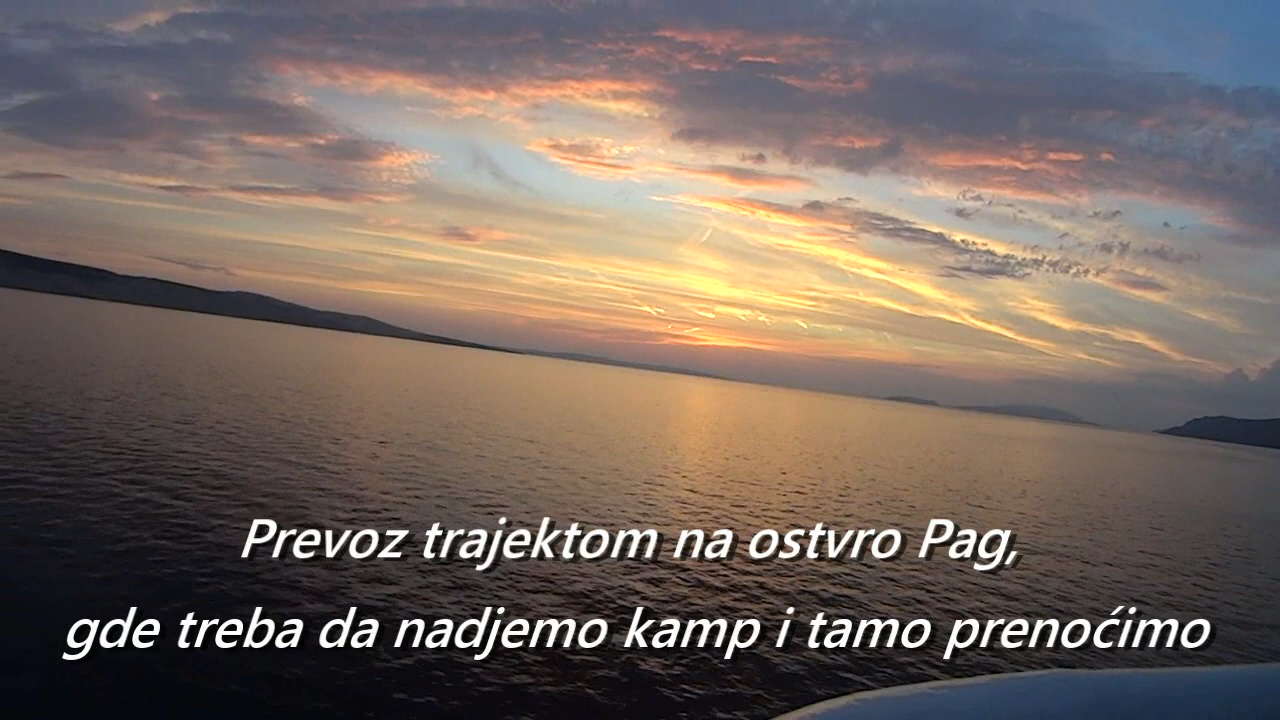 Prevoz trajektom na ostvro Pag,
gde treba da nadjemo kamp i tamo prenoćimo